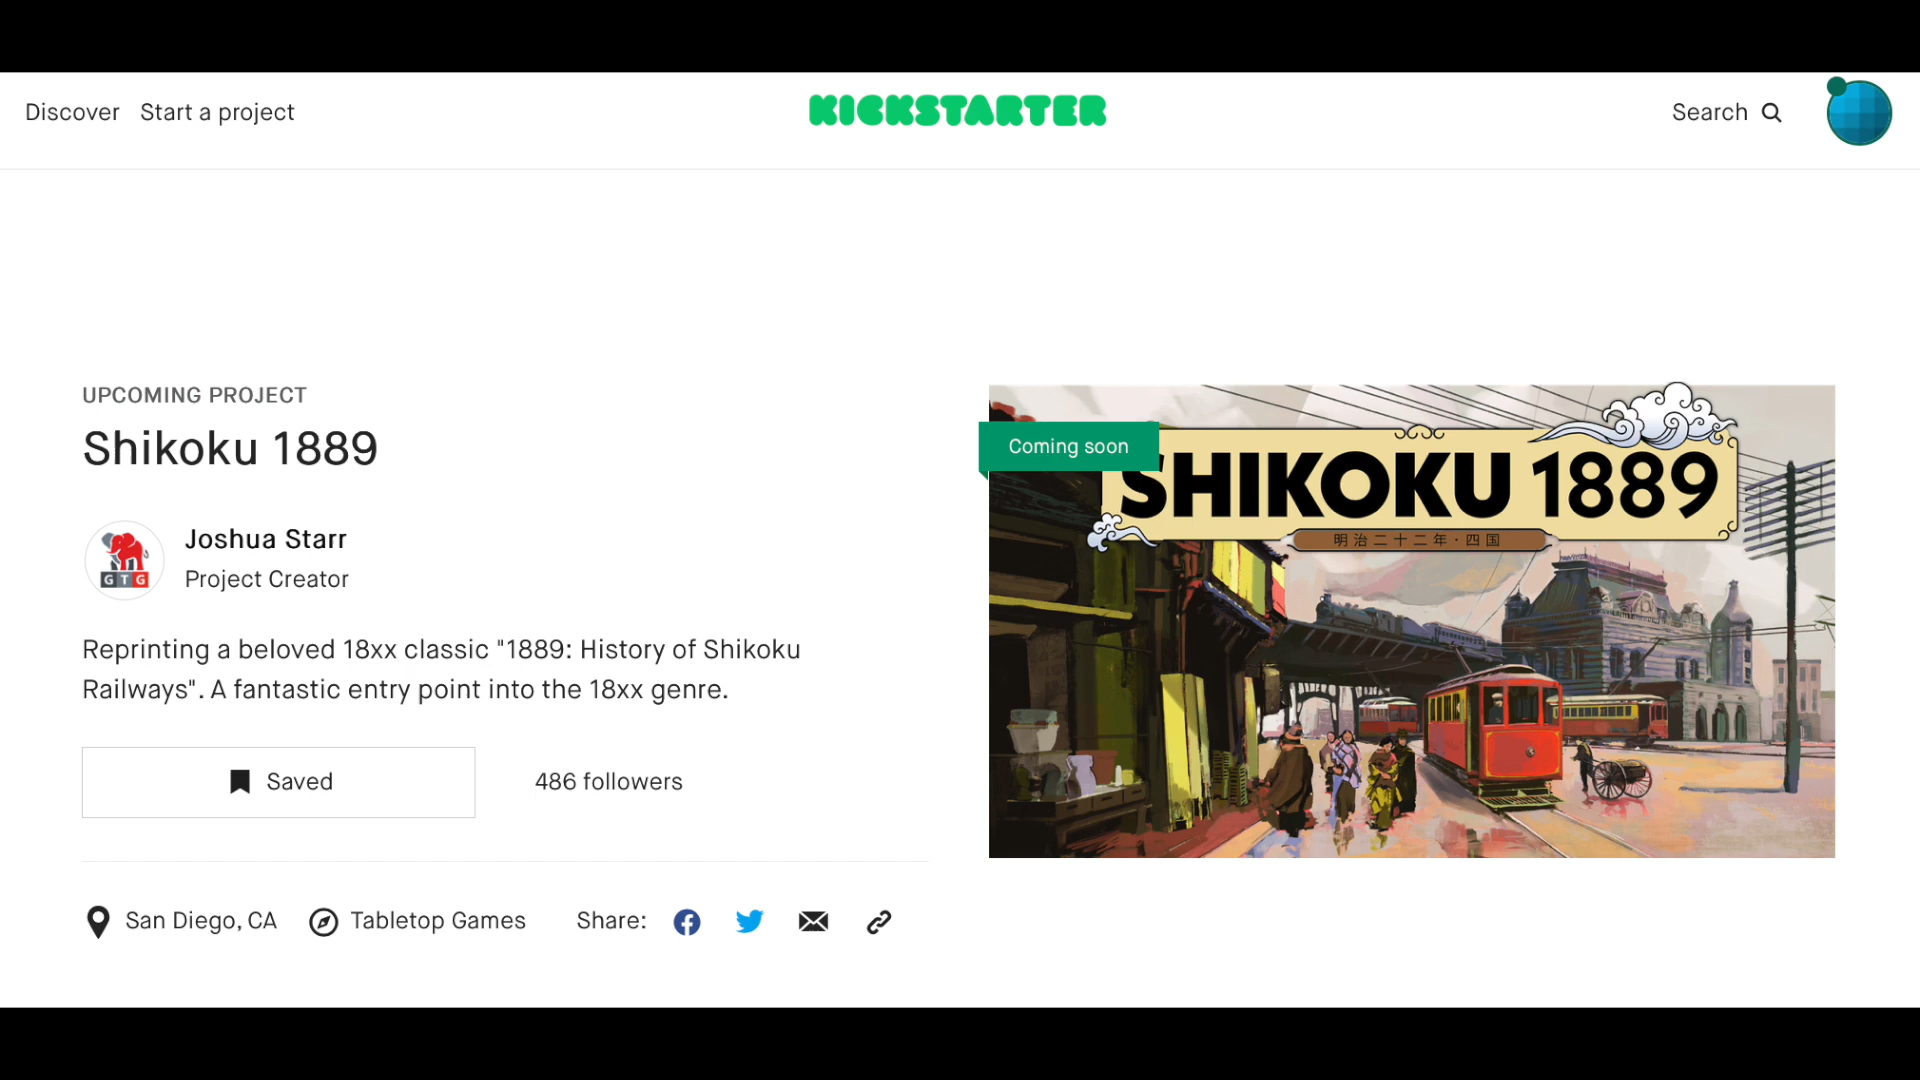 Discover Start a project KICKSTARTER Search
UPCOMING PROJECT
Shikoku 1889
Joshua Starr
GTG
Project Creator
Reprinting a beloved 18xx classic "1889: History of Shikoku
Railways". A fantastic entry point into the 18xx genre.
Saved 486 followers
San Diego, CA Tabletop Games Share:
Coming soon
SHIKOKU 1889
明治二十二年・四国